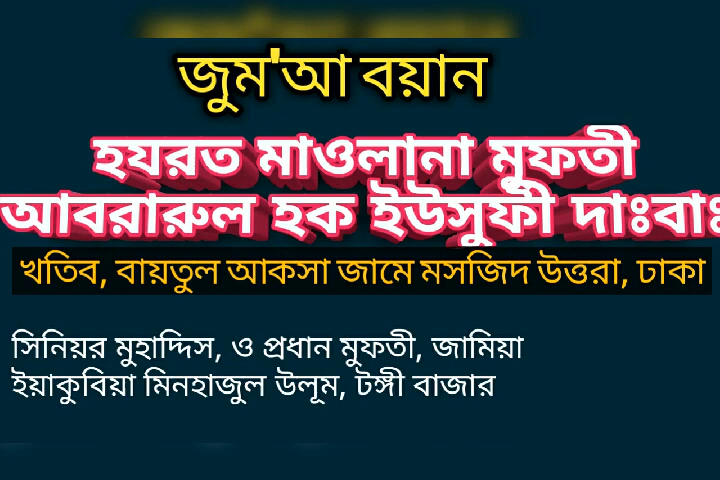 জুম'আ বয়ান
হযরত মাওলানা মুফতী
আবরারুল হক ইউসুফী দাঃবাঃ
খতিব, বায়তুল আকসা জামে মসজিদ উত্তরা, ঢাকা
সিনিয়র মুহাদ্দিস, ও প্রধান মুফতী, জামিয়া
ইয়াকুবিয়া মিনহাজুল উলূম, টঙ্গী বাজার